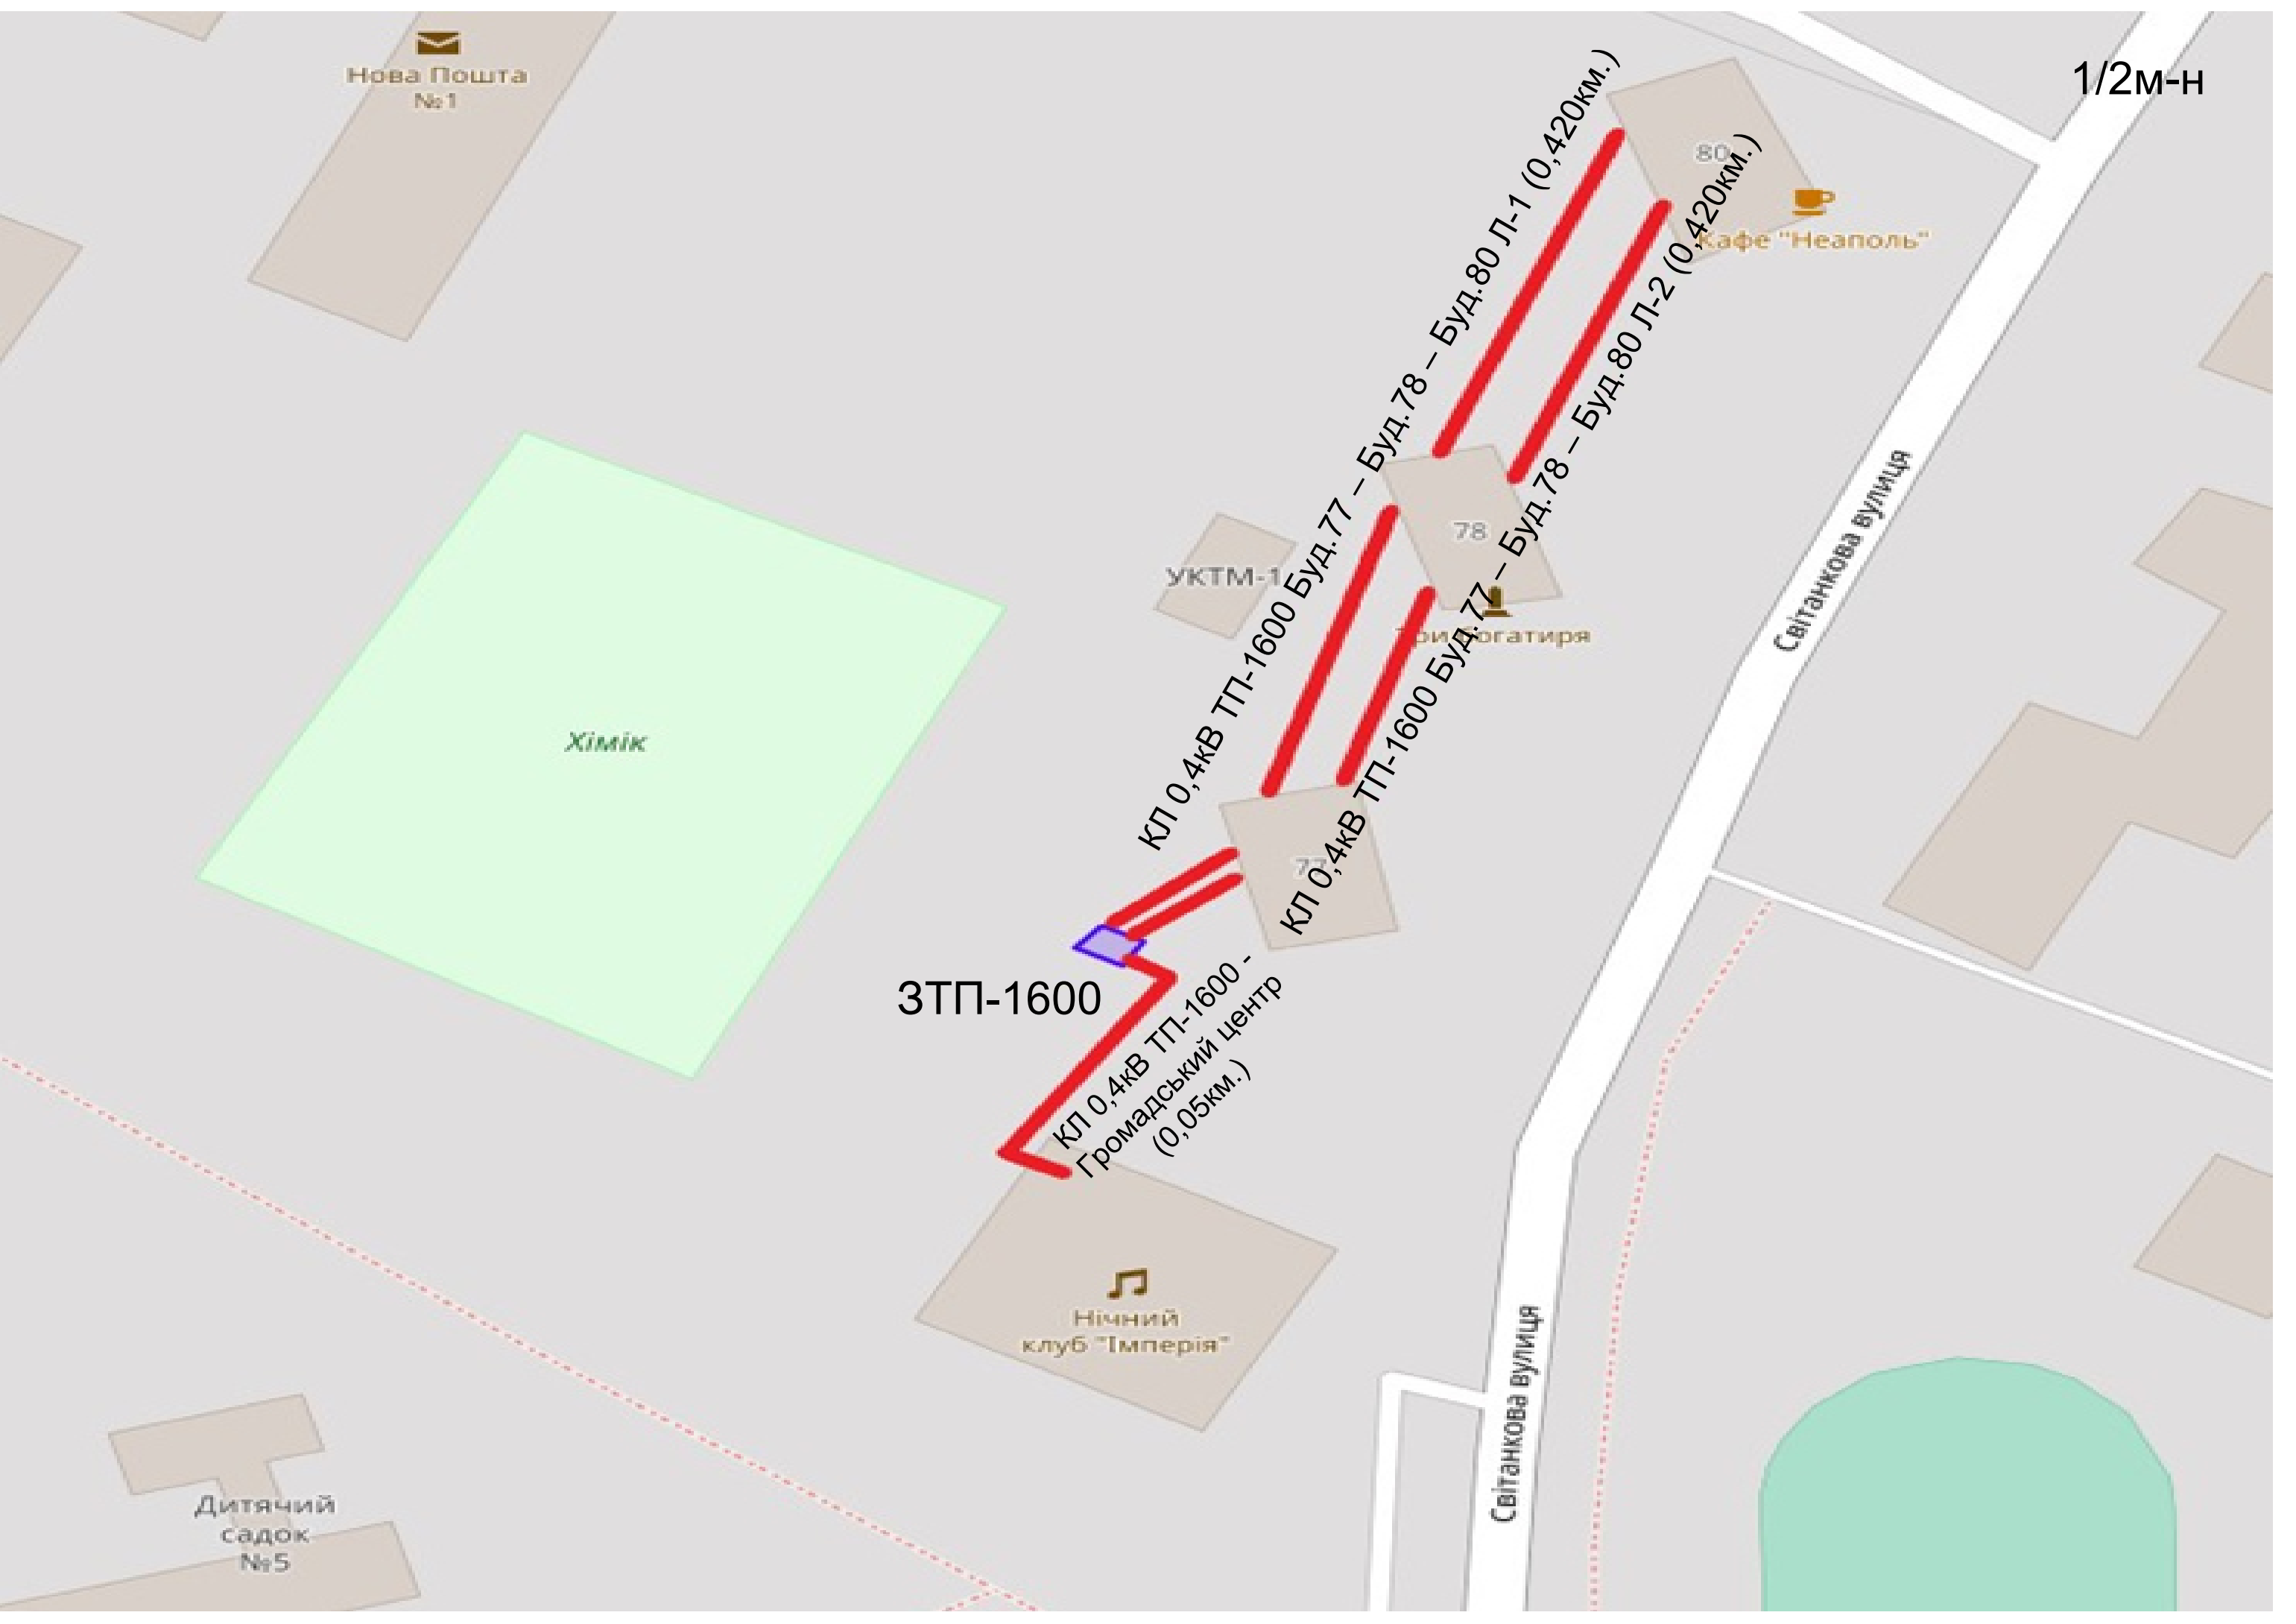 Нова Пошта
№1
1/2м-н
80
Кафе "Неаполь"
КЛ 0,4кВ ТП-1600 Буд.77 – Буд.78 – Буд.80 Л-1 (0,420км.)
КЛ 0,4кВ ТП-1600 Буд.77 – Буд.78 – Буд.80 Л-2 (0,420км.)
78
УКТМ-1
Три богатиря
Світанкова вулиця
Хімік
77
ЗТП-1600
КЛ 0,4кВ ТП-1600 -
Громадський центр
(0,05км.)
Нічний
клуб "Імперія"
Світанкова вулиця
Дитячий
садок
№5